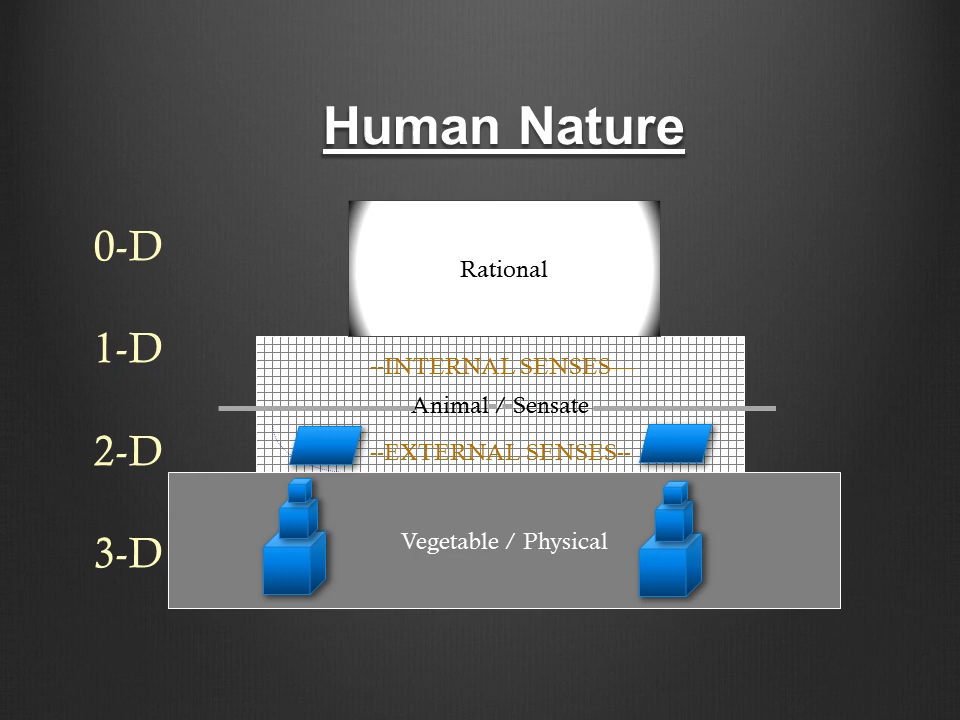 Human Nature
0-D
Rational
1-D
--INTERNAL SENSES—
Animal / Sensate
2-D
--EXTERNAL SENSES--
3-D
Vegetable / Physical